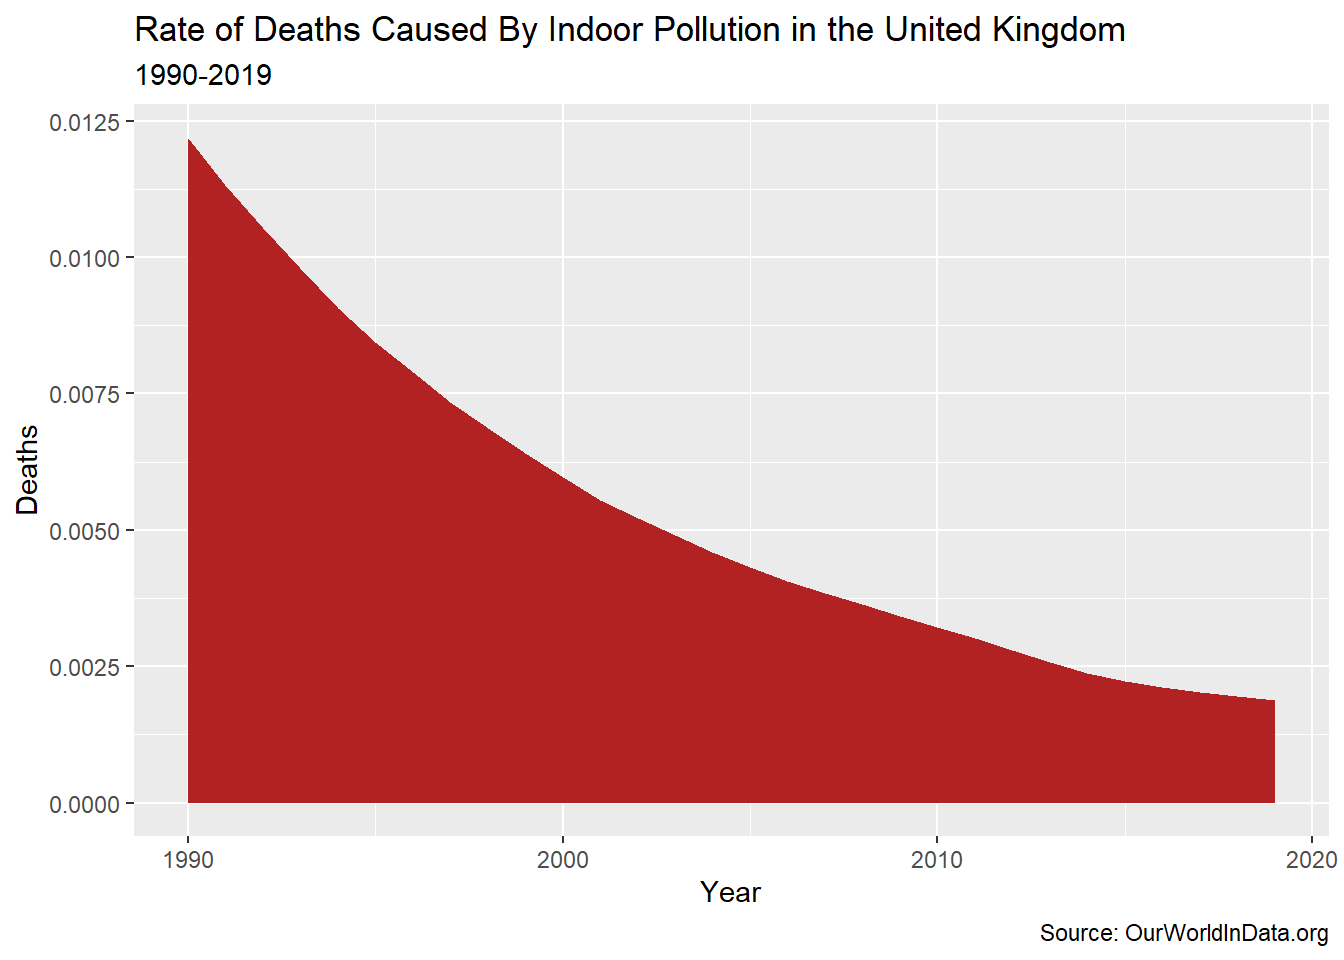 Rate of Deaths Caused By Indoor Pollution in the United Kingdom
1990-2019
0.0125
0.0100
0.0075
0.0050
0.0025
0.0000
Deaths
1990 2000 2010 2020
Year
Source: OurWorldInData.org